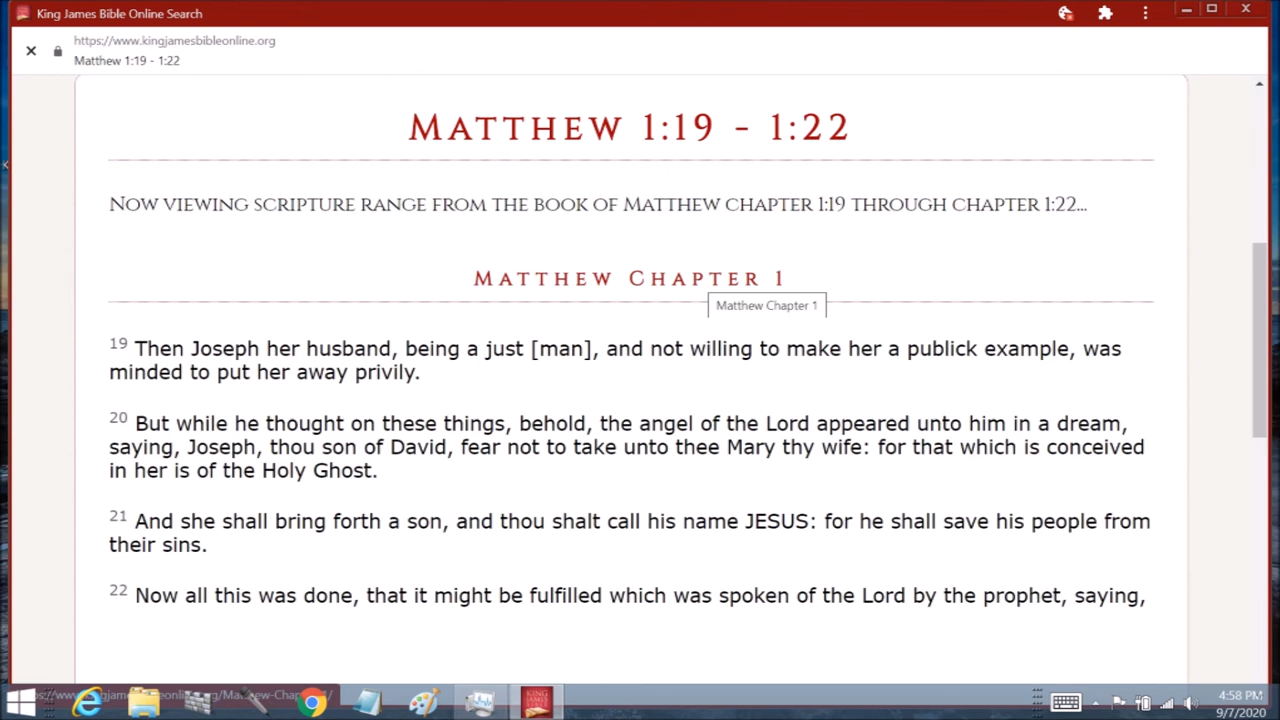 King James Bible Online Search
https://www.kingjamesbibleonline.org
Matthew 1:19 - 1:22
Matthew 1:19 - 1:22
Now viewing scripture range from the book of Matthew chapter 1:19 through chapter 1:22...
Matthew Chapter 1
Matthew Chapter 1
19 Then Joseph her husband, being a just [man], and not willing to make her a publick example, was
minded to put her away privily.
20 But while he thought on these things, behold, the angel of the Lord appeared unto him in a dream,
saying, Joseph, thou son of David, fear not to take unto thee Mary thy wife: for that which is conceived
in her is of the Holy Ghost.
21 And she shall bring forth a son, and thou shalt call his name JESUS: for he shall save his people from
their sins.
22 Now all this was done, that it might be fulfilled which was spoken of the Lord by the prophet, saying,
4:58 PM
9/7/2020